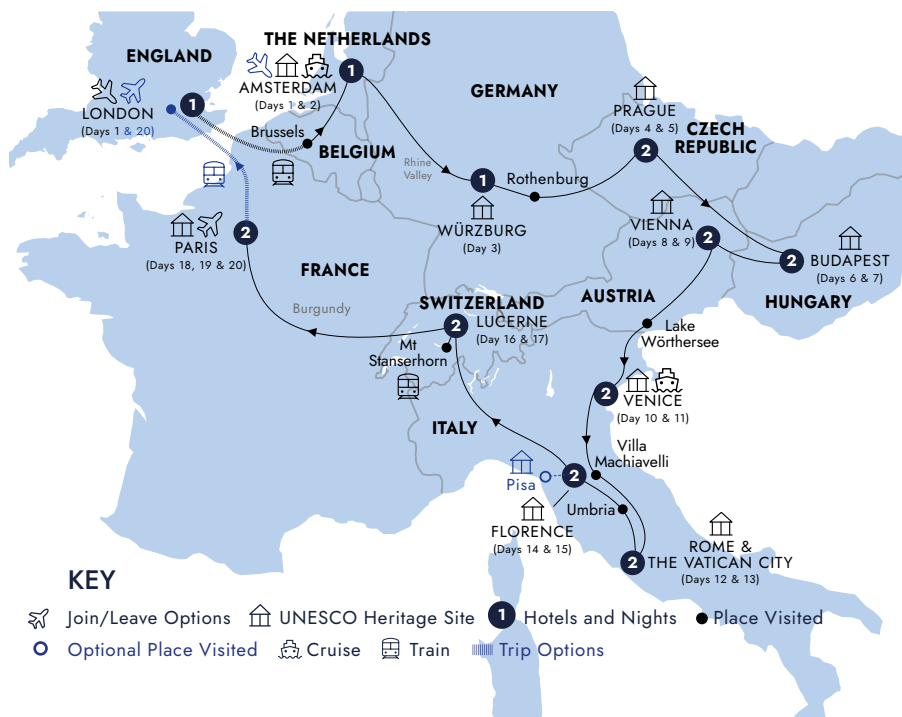 THE NETHERLANDS
ENGLAND
1
AMSTERDAM
(Days 1 & 2)
LONDON
(Days 1 & 20)
1
Brussels
BELGIUM
GERMANY
PRAGUE
(Days 4 & 5)
CZECH
REPUBLIC
2
Rhine
Valley
1
Rothenburg
WÜRZBURG
(Day 3)
VIENNA
(Days 8 & 9)
2
2
BUDAPEST
(Days 6 & 7)
HUNGARY
2
PARIS
(Days 18, 19 & 20)
FRANCE
Burgundy
SWITZERLAND
2
LUCERNE
(Day 16 & 17)
Mt
Stanserhorn
AUSTRIA
Lake
Wörthersee
2
VENICE
(Day 10 & 11)
ITALY
Villa
Machiavelli
Pisa
2
Umbria
FLORENCE
(Days 14 & 15)
2
ROME &
THE VATICAN CITY
(Days 12 & 13)
KEY
Join/Leave Options
UNESCO Heritage Site
1
Hotels and Nights
Place Visited
Optional Place Visited
Cruise
Train
Trip Options